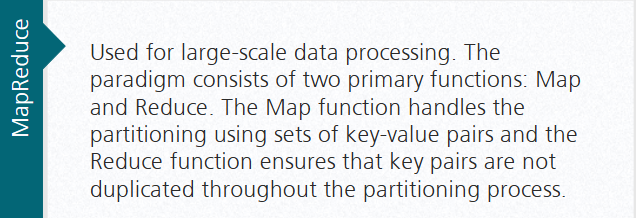 MapReduce
Used for large-scale data processing. The
paradigm consists of two primary functions: Map
and Reduce. The Map function handles the
partitioning using sets of key-value pairs and the
Reduce function ensures that key pairs are not
duplicated throughout the partitioning process.